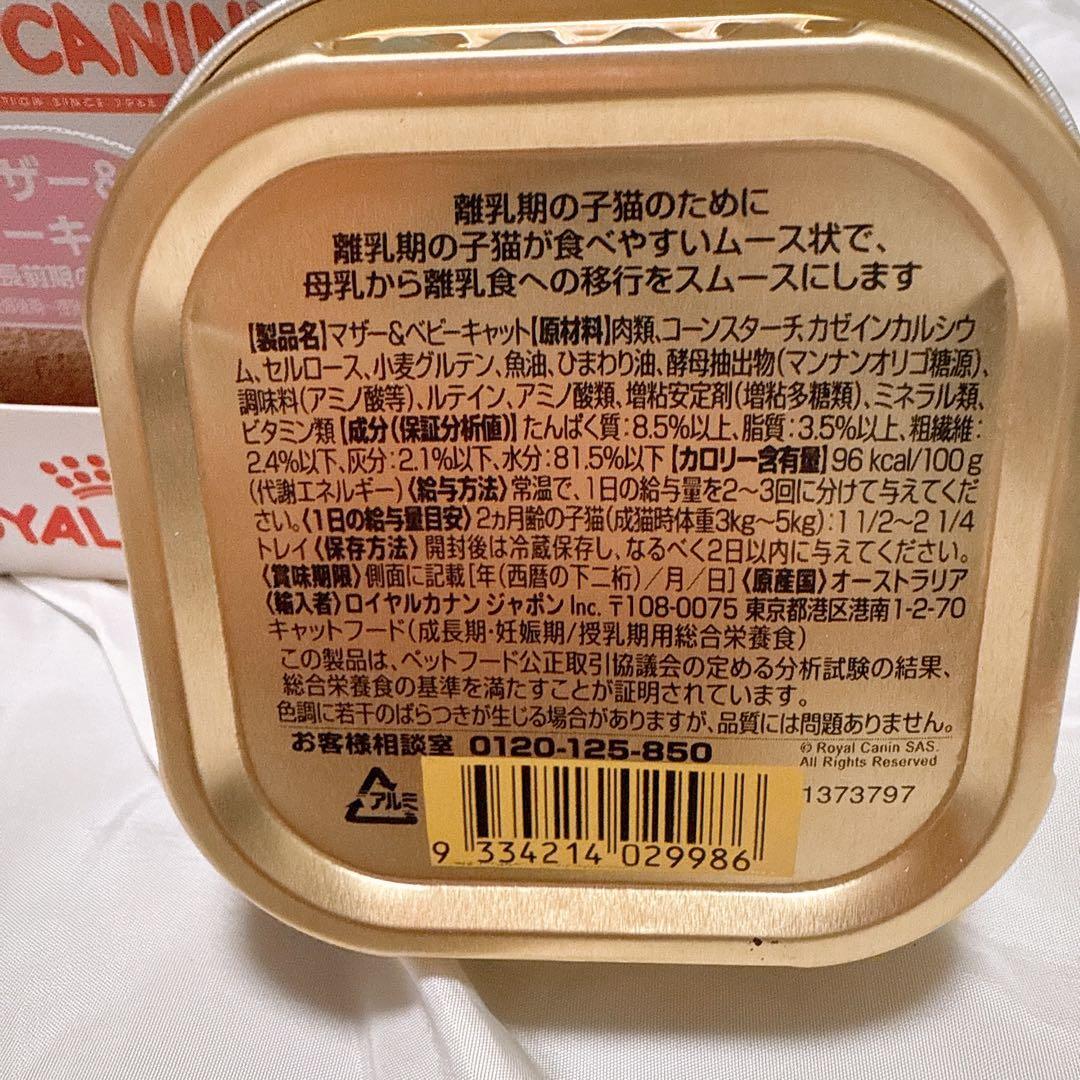 CANIN
ザー&
ーキ
離乳期の子猫のために
離乳期の子猫が食べやすいムース状で、
母乳から離乳食への移行をスムースにします
【製品名】マザー&ベビーキャット【原材料】肉類、コーンスターチ、カゼインカルシウ
ム、セルロース、小麦グルテン、魚油、ひまわり油、酵母抽出物(マンナンオリゴ糖源)、
調味料(アミノ酸等)、ルテイン、アミノ酸類、増粘安定剤(増粘多糖類)、ミネラル類、
ビタミン類【成分(保証分析値)】たんぱく質:8.5%以上、脂質:3.5%以上、粗繊維:
2.4%以下、灰分:2.1%以下、水分:81.5%以下【カロリー含有量】96 kcal/100g
(代謝エネルギー)〈給与方法〉常温で、1日の給与量を2〜3回に分けて与えてくだ
さい。〈1日の給与量目安〉2ヵ月齢の子猫(成猫時体重3kg〜5kg):1 1/2〜2 1/4
トレイ〈保存方法〉開封後は冷蔵保存し、なるべく2日以内に与えてください。
〈賞味期限〉側面に記載[年(西暦の下二桁)/月/日]〈原産国〉オーストラリア
〈輸入者〉ロイヤルカナン ジャポン Inc. 〒108-0075 東京都港区港南1-2-70
キャットフード(成長期・妊娠期/授乳期用総合栄養食)
この製品は、ペットフード公正取引協議会の定める分析試験の結果、
総合栄養食の基準を満たすことが証明されています。
色調に若干のばらつきが生じる場合がありますが、品質には問題ありません。
お客様相談室 0120-125-850
© Royal Canin SAS.
All Rights Reserved
アルミ
1373797
9 334214 029986
OYAL